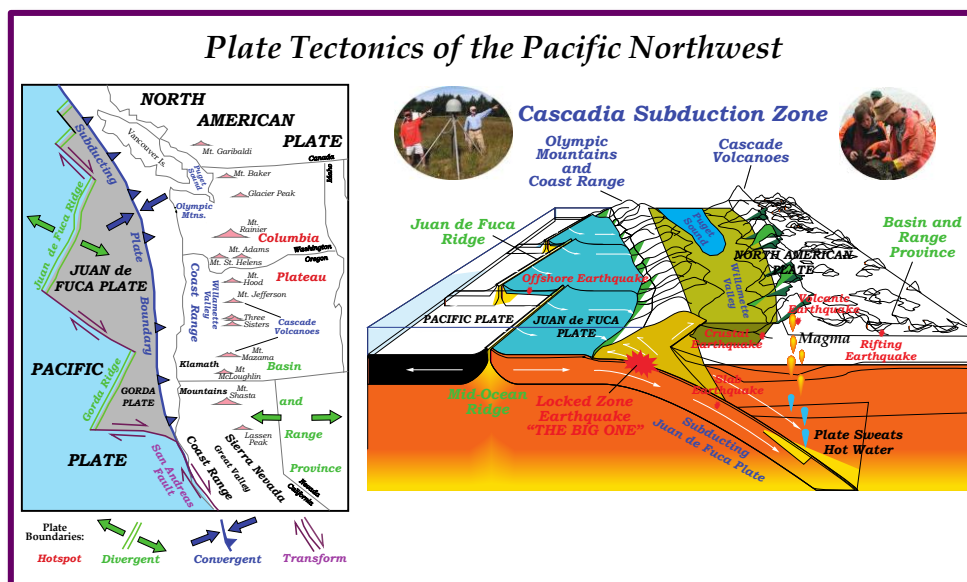 Plate Tectonics of the Pacific Northwest
NORTH
AMERICAN
PLATE
Vancouver Is.
Mt. Garibaldi
Canada
Idaho
Subducting
Puget
Sound
Mt. Baker
Glacier Peak
Olympic
Mtns.
Mt.
Rainier
Columbia
Washington
Oregon
Mt. Adams
Mt. St. Helens
Plateau
Mt.
Hood
Juan de Fuca Ridge
JUAN de
FUCA PLATE
Plate
Coast Range
Willamette
Valley
Mt. Jefferson
Three
Sisters
Cascade
Volcanoes
Boundary
Mt.
Mazama
Klamath
Basin
Mt
McLoughlin
PACIFIC
Gorda Ridge
GORDA
PLATE
Mountains
Mt.
Shasta
and
Lassen
Peak
Range
PLATE
San Andreas
Fault
Coast Range
Great Valley
Sierra Nevada
Province
Nevada
California
Plate
Boundaries:
Hotspot
Divergent
Convergent
Transform
Cascadia Subduction Zone
Olympic
Mountains
and
Coast Range
Cascade
Volcanoes
Juan de Fuca
Ridge
Basin and
Range
Province
Puget
Sound
NORTH AMERICAN
PLATE
Willamette
Valley
Offshore Earthquake
PACIFIC PLATE
JUAN de FUCA
PLATE
Volcanic
Earthquake
Crustal
Earthquake
Magma
Rifting
Earthquake
Mid-Ocean
Ridge
Locked Zone
Earthquake
“THE BIG ONE”
Slab
Earthquake
Subducting
Juan de Fuca Plate
Plate Sweats
Hot Water